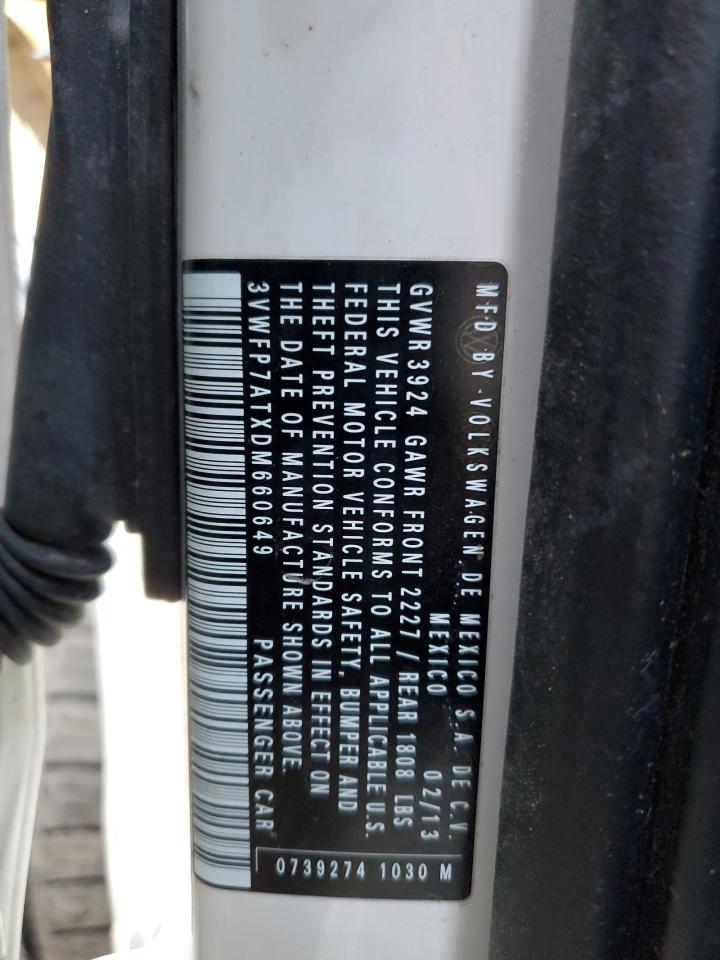 MFD BY VOLKSWAGEN DE MEXICO S.A. DE C.V.
MEXICO 02/13
GVWR 3924 GAWR FRONT 2227 / REAR 1808 LBS
THIS VEHICLE CONFORMS TO ALL APPLICABLE U.S.
FEDERAL MOTOR VEHICLE SAFETY, BUMPER AND
THEFT PREVENTION STANDARDS IN EFFECT ON
THE DATE OF MANUFACTURE SHOWN ABOVE.
3VWFP7ATXDM660649 PASSENGER CAR
0739274 1030 M